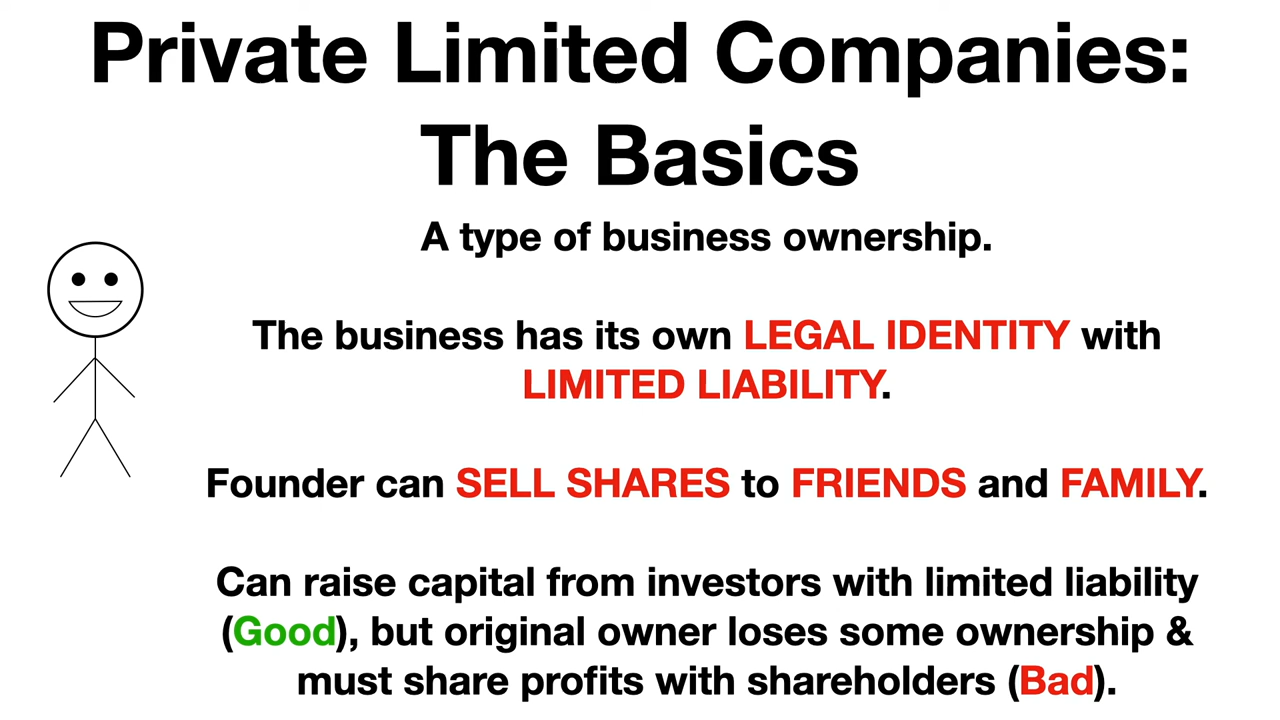 Private Limited Companies:
The Basics
A type of business ownership.
The business has its own LEGAL IDENTITY with
LIMITED LIABILITY.
Founder can SELL SHARES to FRIENDS and FAMILY.
Can raise capital from investors with limited liability
(Good), but original owner loses some ownership &
must share profits with shareholders (Bad).